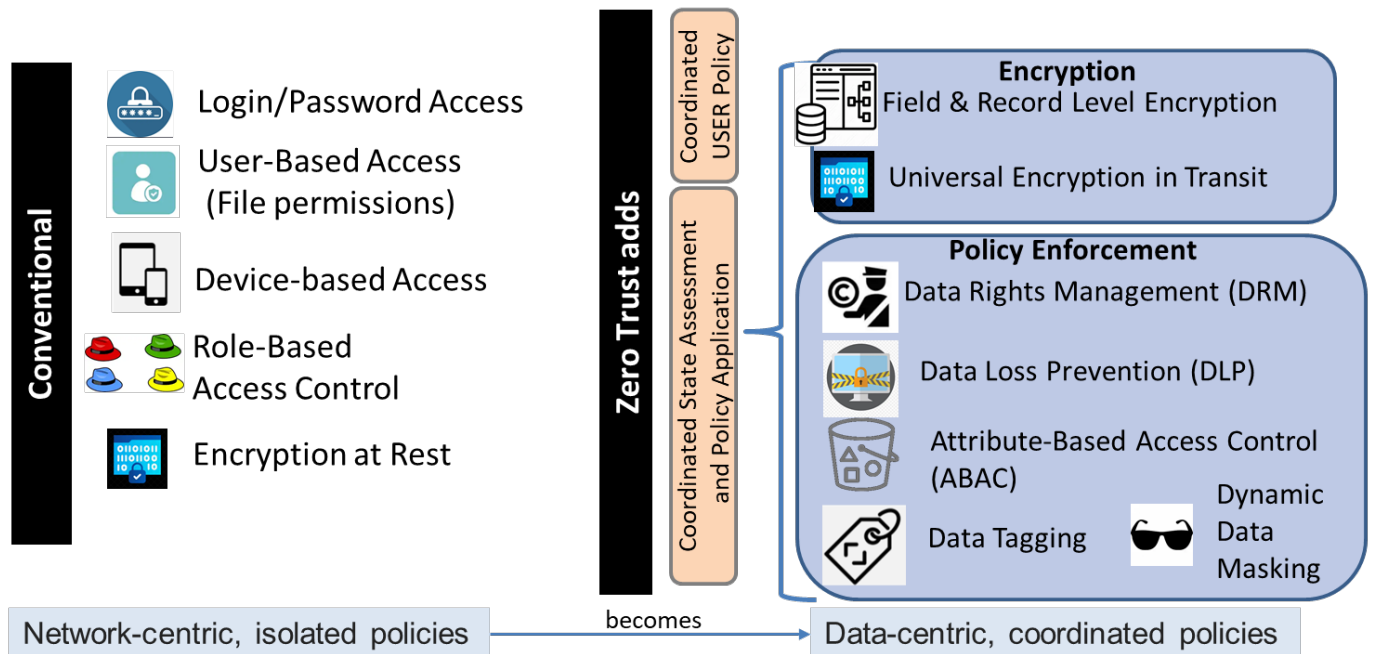 Conventional
Login/Password Access
User-Based Access
(File permissions)
Device-based Access
Role-Based
Access Control
Encryption at Rest
Zero Trust adds
Coordinated
USER Policy
Coordinated State Assessment
and Policy Application
Encryption
Field & Record Level Encryption
Universal Encryption in Transit
Policy Enforcement
Data Rights Management (DRM)
Data Loss Prevention (DLP)
Attribute-Based Access Control
(ABAC)
Data Tagging
Dynamic
Data
Masking
Network-centric, isolated policies
becomes
Data-centric, coordinated policies